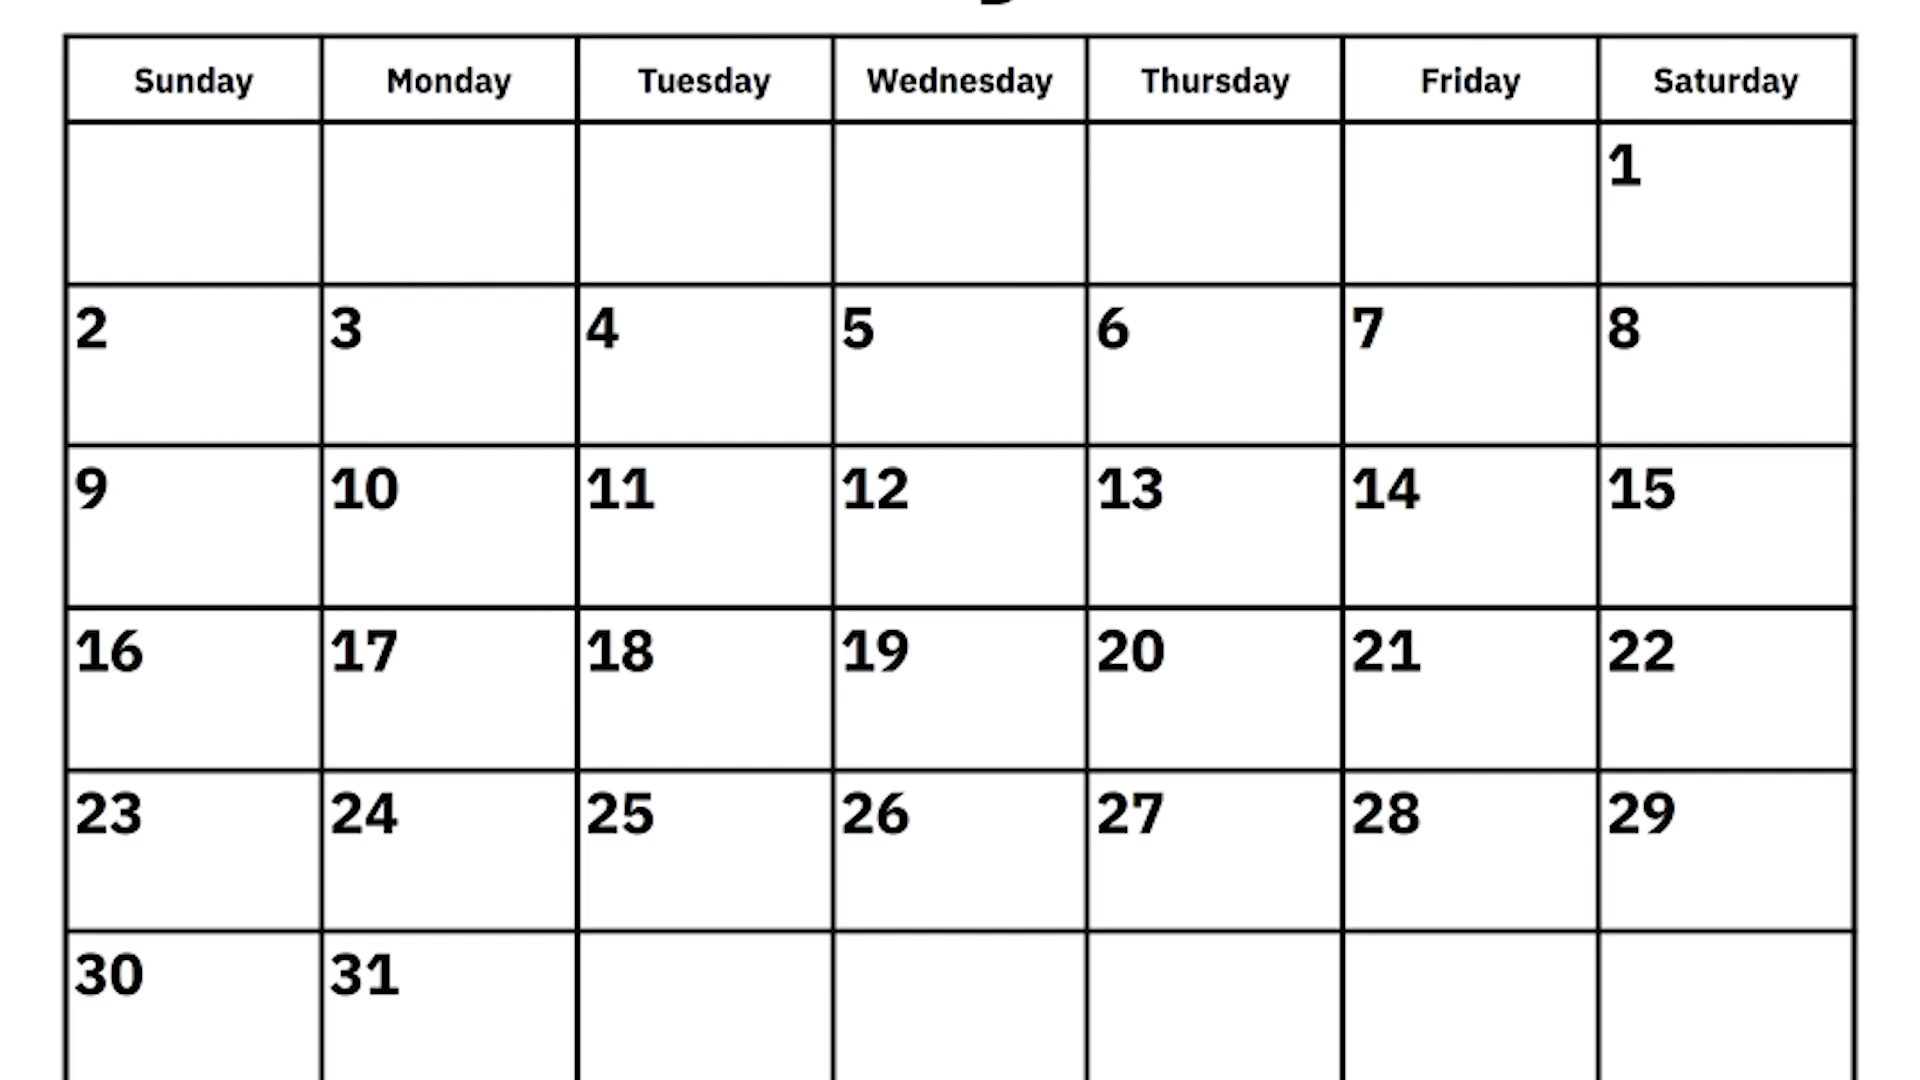 Sunday Monday Tuesday Wednesday Thursday Friday Saturday
1
2 3 4 5 6 7 8
9 10 11 12 13 14 15
16 17 18 19 20 21 22
23 24 25 26 27 28 29
30 31